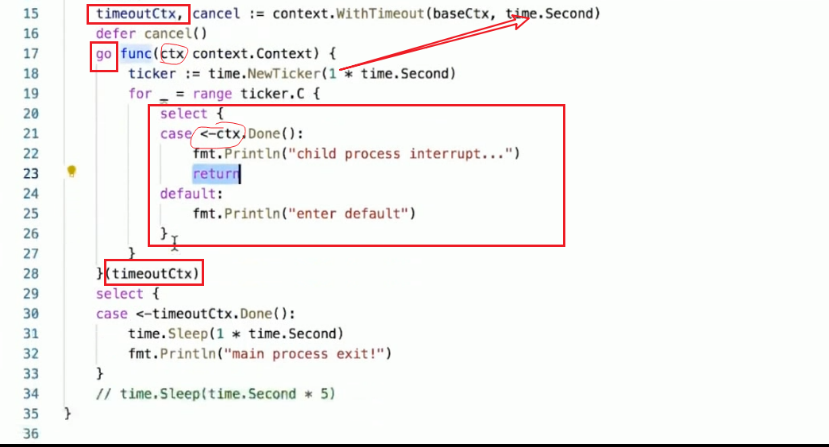 15 timeoutCtx, cancel := context.WithTimeout(baseCtx, time.Second)
16 defer cancel()
17 go func(ctx context.Context) {
18 ticker := time.NewTicker(1 * time.Second)
19 for _ = range ticker.C {
20 select {
21 case <-ctx.Done():
22 fmt.Println("child process interrupt...")
23 return
24 default:
25 fmt.Println("enter default")
26 }
27 }
28 }(timeoutCtx)
29 select {
30 case <-timeoutCtx.Done():
31 time.Sleep(1 * time.Second)
32 fmt.Println("main process exit!")
33 }
34 // time.Sleep(time.Second * 5)
35 }
36